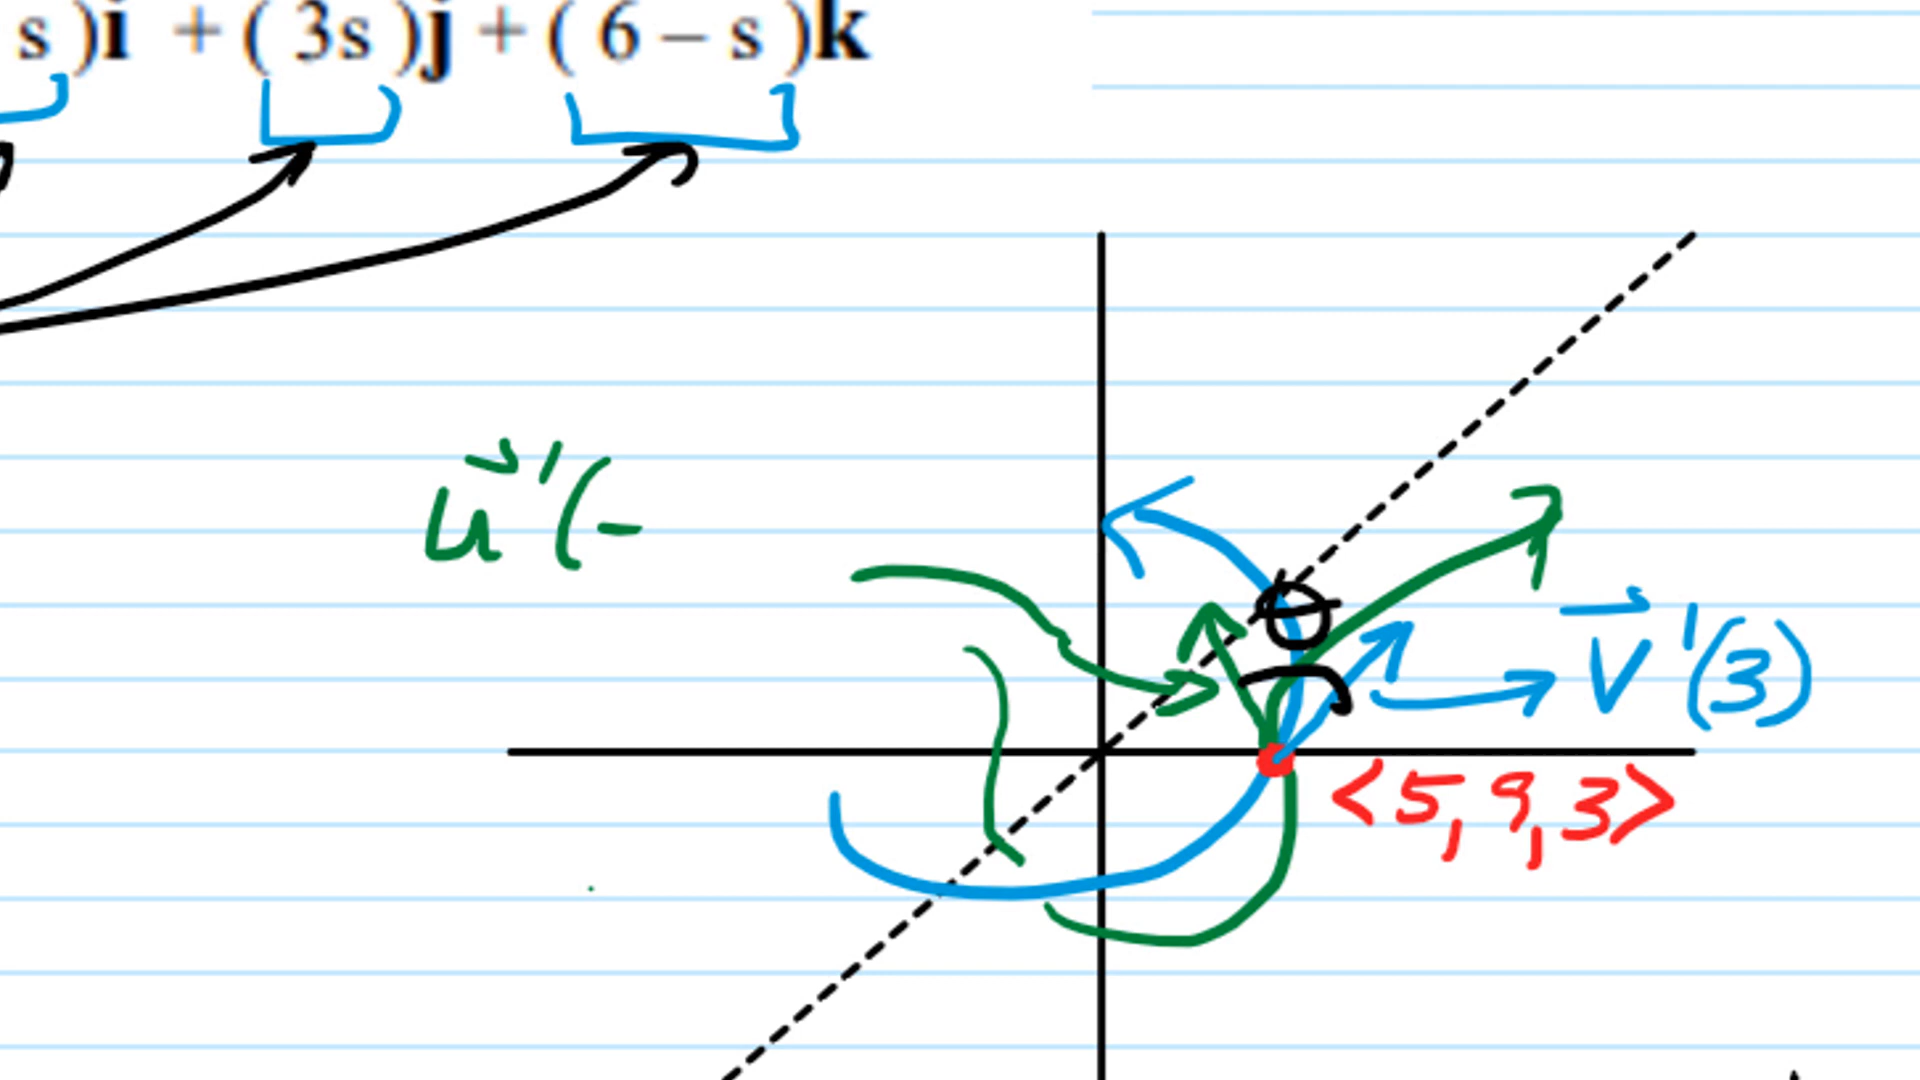 s )i + ( 3s )j + ( 6 – s )k
u⃗ '(-
v⃗ '(3)
θ
<5, 9, 3>